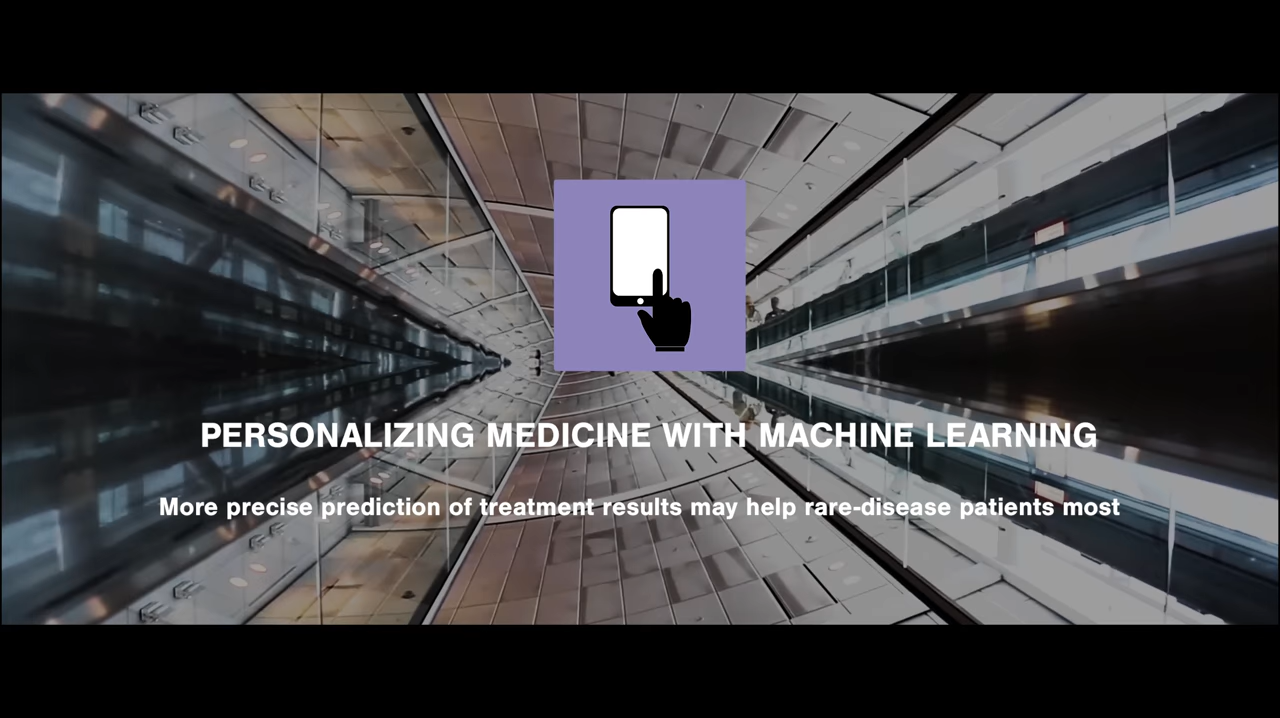 PERSONALIZING MEDICINE WITH MACHINE LEARNING
More precise prediction of treatment results may help rare-disease patients most